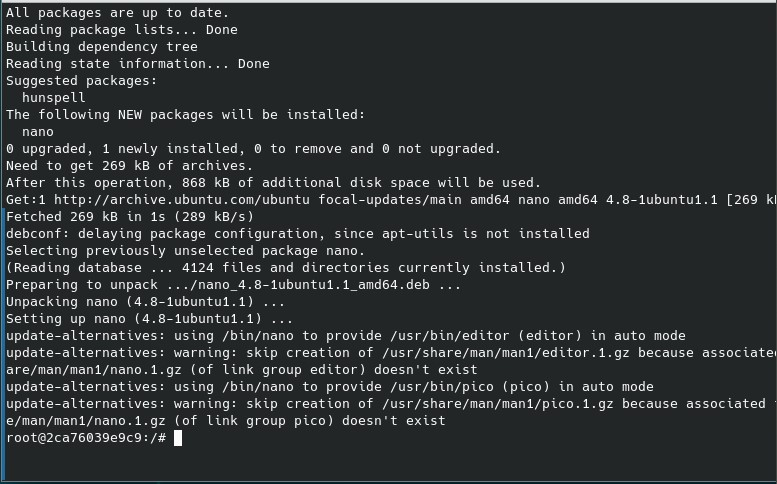 All packages are up to date.
Reading package lists... Done
Building dependency tree
Reading state information... Done
Suggested packages:
  hunspell
The following NEW packages will be installed:
  nano
0 upgraded, 1 newly installed, 0 to remove and 0 not upgraded.
Need to get 269 kB of archives.
After this operation, 868 kB of additional disk space will be used.
Get:1 http://archive.ubuntu.com/ubuntu focal-updates/main amd64 nano amd64 4.8-1ubuntu1.1 [269 k
Fetched 269 kB in 1s (289 kB/s)
debconf: delaying package configuration, since apt-utils is not installed
Selecting previously unselected package nano.
(Reading database ... 4124 files and directories currently installed.)
Preparing to unpack .../nano_4.8-1ubuntu1.1_amd64.deb ...
Unpacking nano (4.8-1ubuntu1.1) ...
Setting up nano (4.8-1ubuntu1.1) ...
update-alternatives: using /bin/nano to provide /usr/bin/editor (editor) in auto mode
update-alternatives: warning: skip creation of /usr/share/man/man1/editor.1.gz because associated
are/man/man1/nano.1.gz (of link group editor) doesn't exist
update-alternatives: using /bin/nano to provide /usr/bin/pico (pico) in auto mode
update-alternatives: warning: skip creation of /usr/share/man/man1/pico.1.gz because associated
e/man/man1/nano.1.gz (of link group pico) doesn't exist
root@2ca76039e9c9:/#